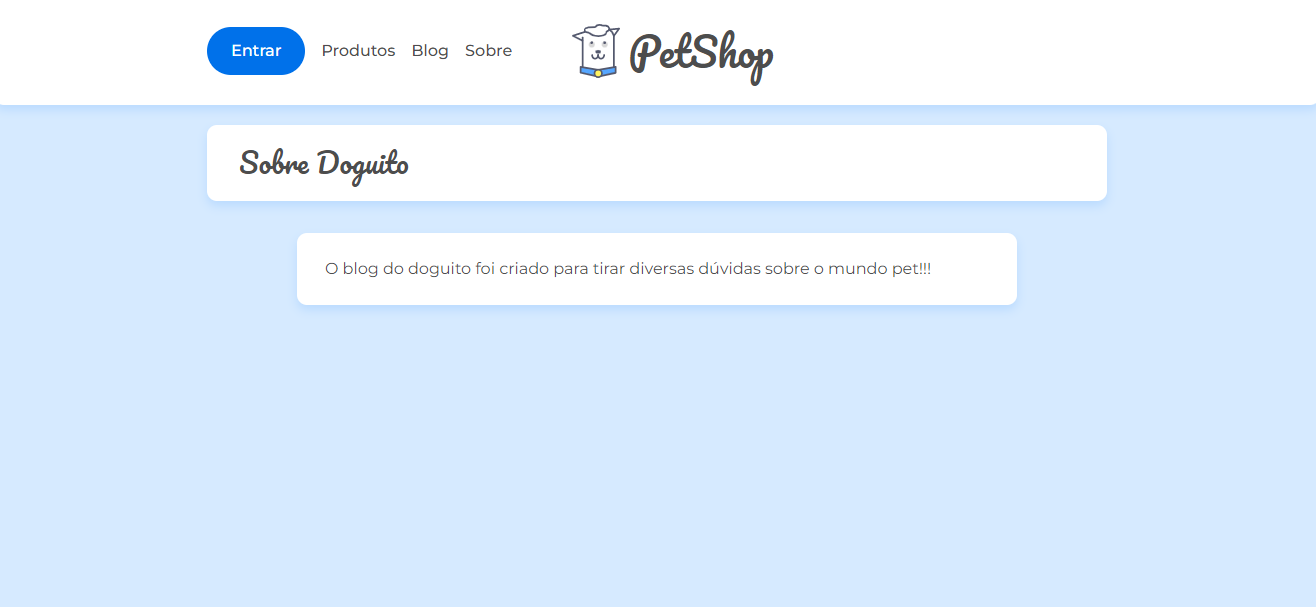 Entrar Produtos Blog Sobre PetShop
Sobre Doguito
O blog do doguito foi criado para tirar diversas dúvidas sobre o mundo pet!!!